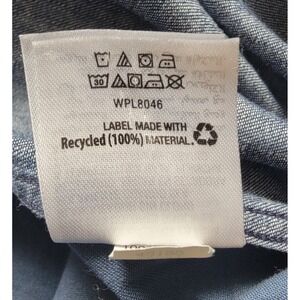 30
WPL8046
LABEL MADE WITH
Recycled (100%) MATERIAL.